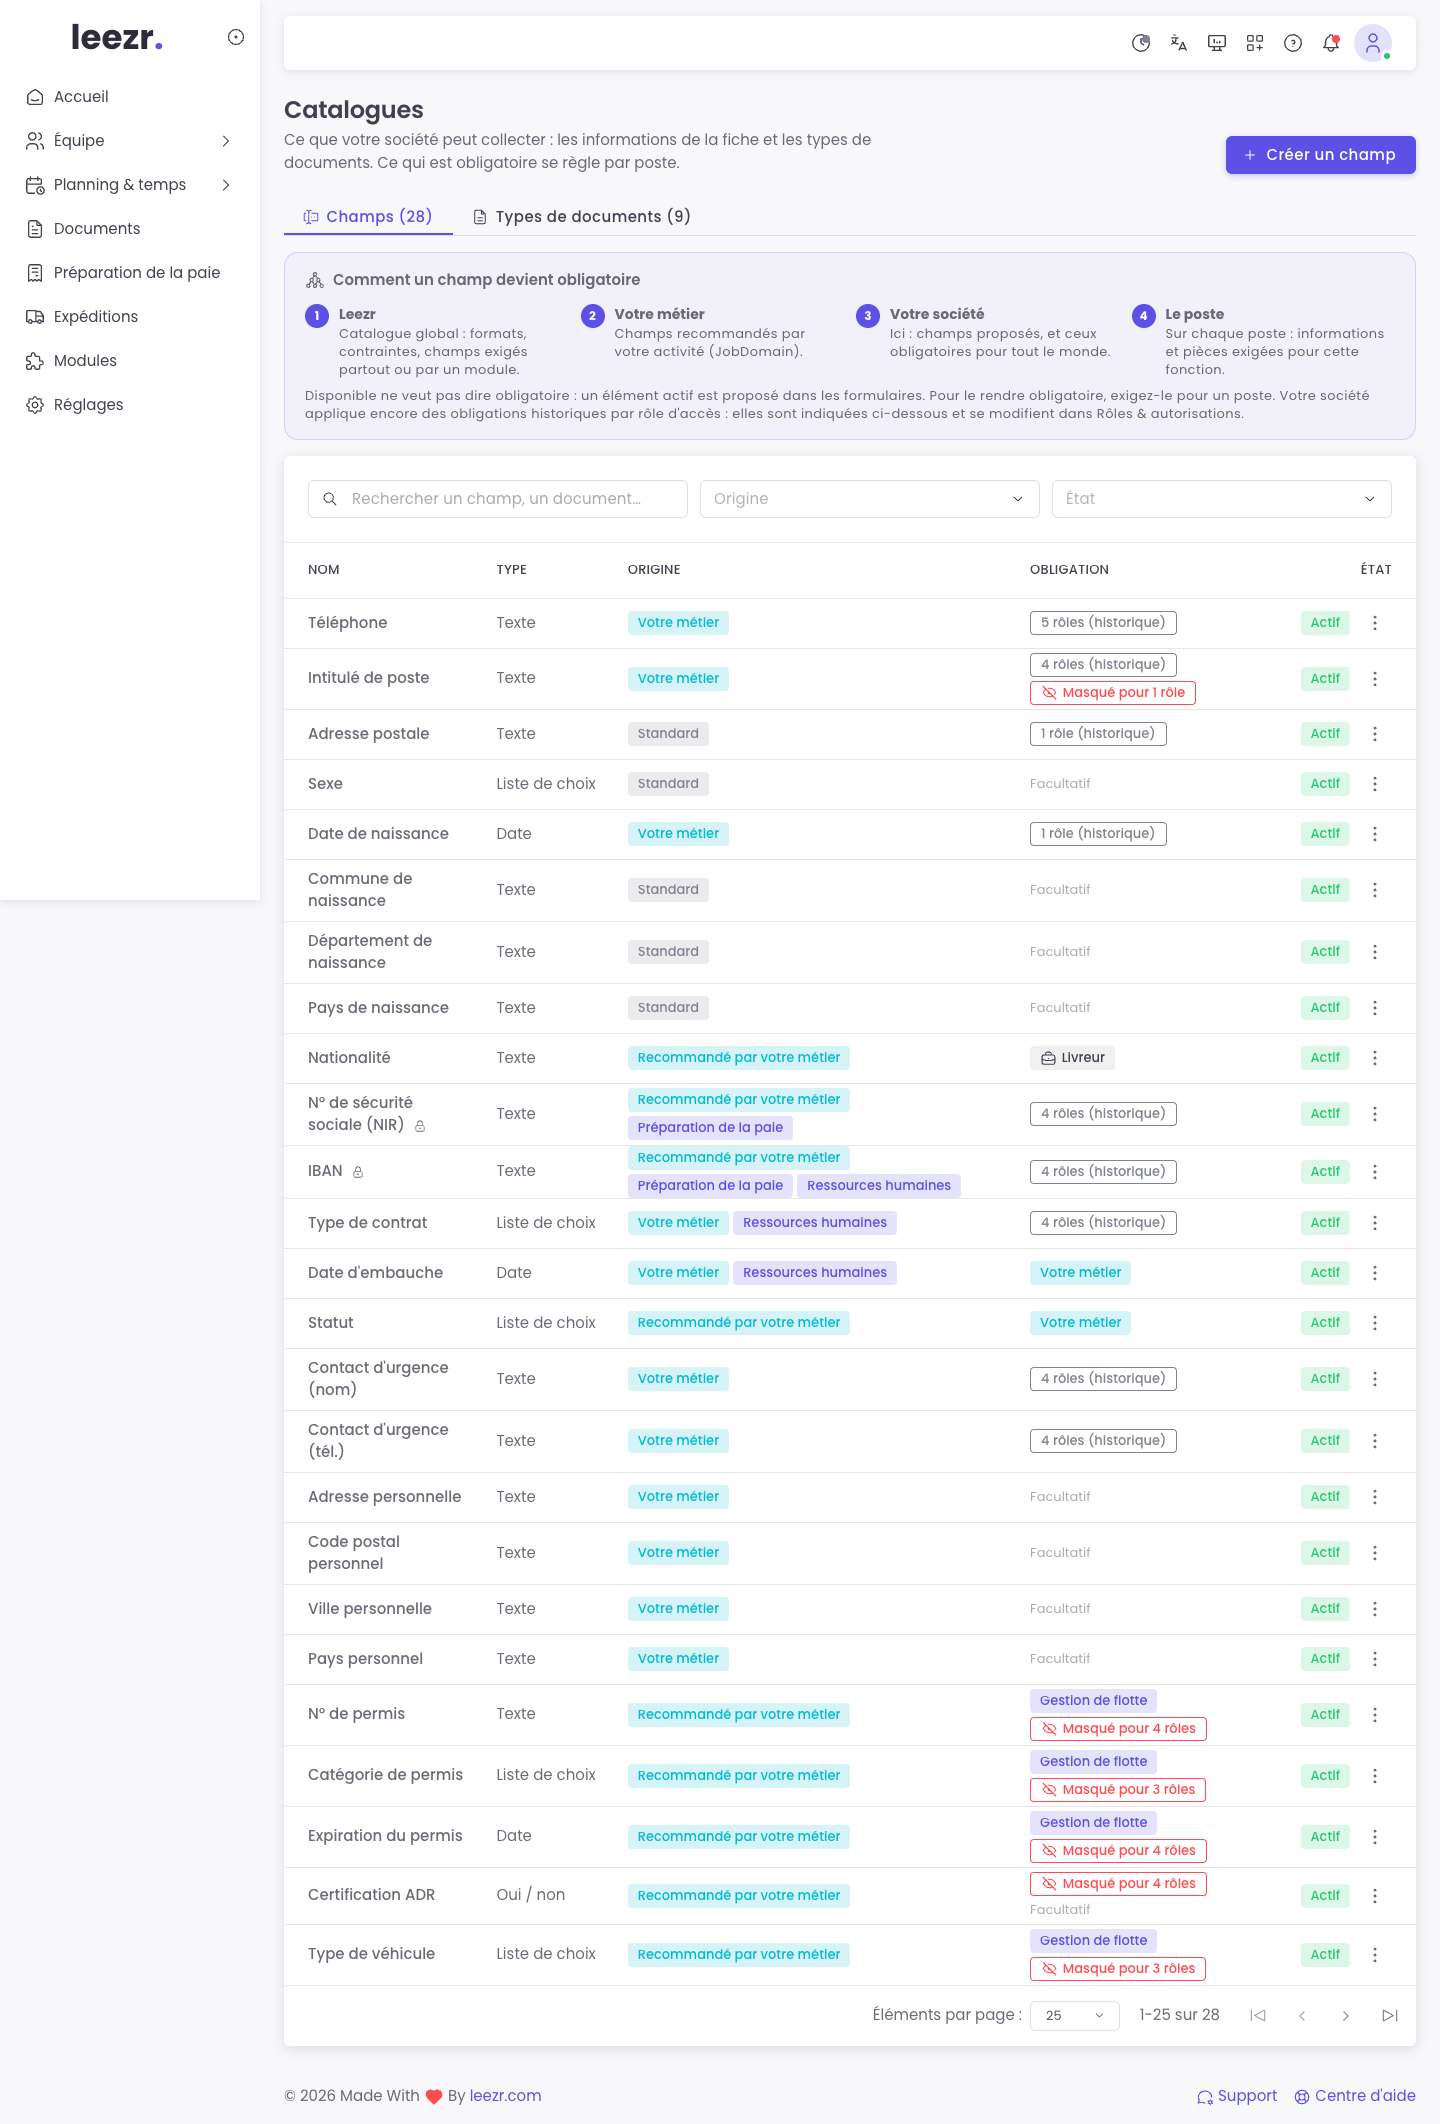 leezr.
Accueil
Équipe
Planning & temps
Documents
Préparation de la paie
Expéditions
Modules
Réglages
Catalogues
Ce que votre société peut collecter : les informations de la fiche et les types de
documents. Ce qui est obligatoire se règle par poste.
Créer un champ
Champs (28)
Types de documents (9)
Comment un champ devient obligatoire
1 Leezr
Catalogue global : formats,
contraintes, champs exigés
partout ou par un module.
2 Votre métier
Champs recommandés par
votre activité (JobDomain).
3 Votre société
Ici : champs proposés, et ceux
obligatoires pour tout le monde.
4 Le poste
Sur chaque poste : informations
et pièces exigées pour cette
fonction.
Disponible ne veut pas dire obligatoire : un élément actif est proposé dans les formulaires. Pour le rendre obligatoire, exigez-le pour un poste. Votre société
applique encore des obligations historiques par rôle d'accès : elles sont indiquées ci-dessous et se modifient dans Rôles & autorisations.
Rechercher un champ, un document...
Origine
État
NOM TYPE ORIGINE OBLIGATION ÉTAT
Téléphone Texte Votre métier 5 rôles (historique) Actif
Intitulé de poste Texte Votre métier 4 rôles (historique) Actif
Masqué pour 1 rôle
Adresse postale Texte Standard 1 rôle (historique) Actif
Sexe Liste de choix Standard Facultatif Actif
Date de naissance Date Votre métier 1 rôle (historique) Actif
Commune de
naissance Texte Standard Facultatif Actif
Département de
naissance Texte Standard Facultatif Actif
Pays de naissance Texte Standard Facultatif Actif
Nationalité Texte Recommandé par votre métier Livreur Actif
N° de sécurité
sociale (NIR) Texte Recommandé par votre métier
Préparation de la paie 4 rôles (historique) Actif
IBAN Texte Recommandé par votre métier
Préparation de la paie Ressources humaines 4 rôles (historique) Actif
Type de contrat Liste de choix Votre métier Ressources humaines 4 rôles (historique) Actif
Date d'embauche Date Votre métier Ressources humaines Votre métier Actif
Statut Liste de choix Recommandé par votre métier Votre métier Actif
Contact d'urgence
(nom) Texte Votre métier 4 rôles (historique) Actif
Contact d'urgence
(tél.) Texte Votre métier 4 rôles (historique) Actif
Adresse personnelle Texte Votre métier Facultatif Actif
Code postal
personnel Texte Votre métier Facultatif Actif
Ville personnelle Texte Votre métier Facultatif Actif
Pays personnel Texte Votre métier Facultatif Actif
N° de permis Texte Recommandé par votre métier Gestion de flotte Actif
Masqué pour 4 rôles
Catégorie de permis Liste de choix Recommandé par votre métier Gestion de flotte Actif
Masqué pour 3 rôles
Expiration du permis Date Recommandé par votre métier Gestion de flotte Actif
Masqué pour 4 rôles
Certification ADR Oui / non Recommandé par votre métier Masqué pour 4 rôles Actif
Facultatif
Type de véhicule Liste de choix Recommandé par votre métier Gestion de flotte Actif
Masqué pour 3 rôles
Éléments par page : 25 1-25 sur 28
© 2026 Made With By leezr.com
Support Centre d'aide